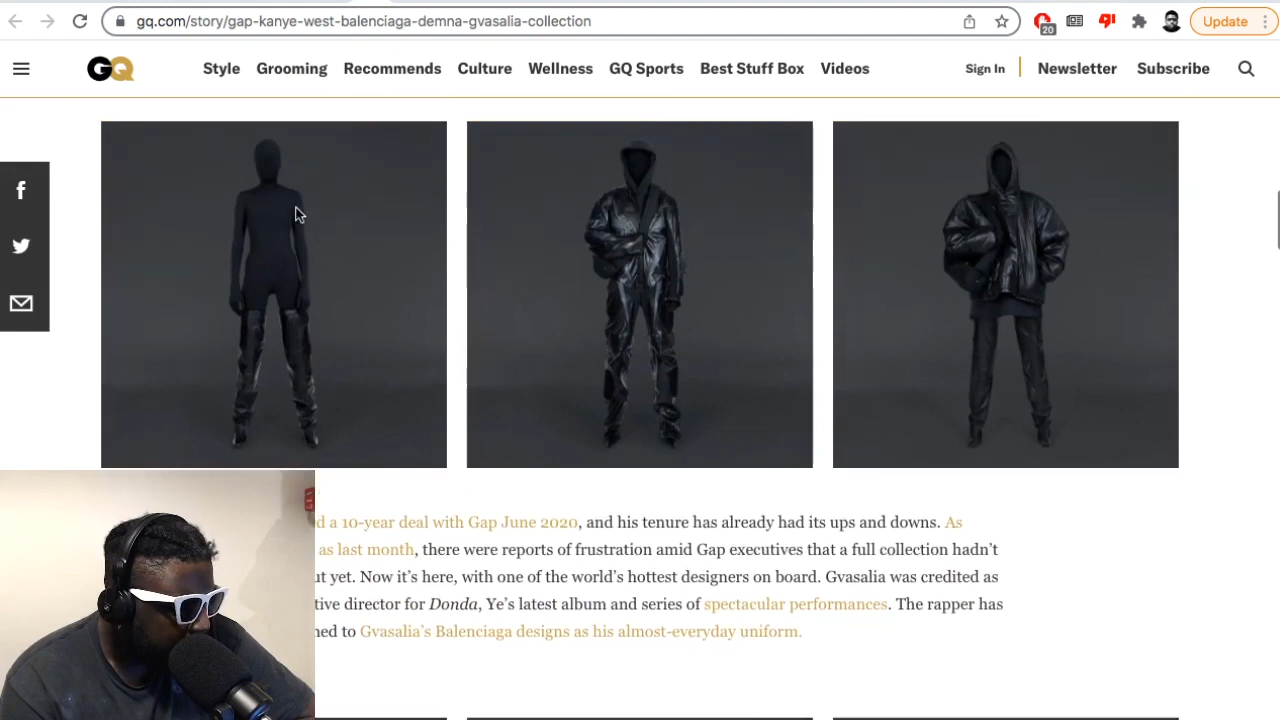 gq.com/story/gap-kanye-west-balenciaga-demna-gvasalia-collection
20
Update
GQ
Style Grooming Recommends Culture Wellness GQ Sports Best Stuff Box Videos Sign In Newsletter Subscribe
d a 10-year deal with Gap June 2020, and his tenure has already had its ups and downs. As
as last month, there were reports of frustration amid Gap executives that a full collection hadn't
t yet. Now it's here, with one of the world's hottest designers on board. Gvasalia was credited as
tive director for Donda, Ye's latest album and series of spectacular performances. The rapper has
ned to Gvasalia's Balenciaga designs as his almost-everyday uniform.